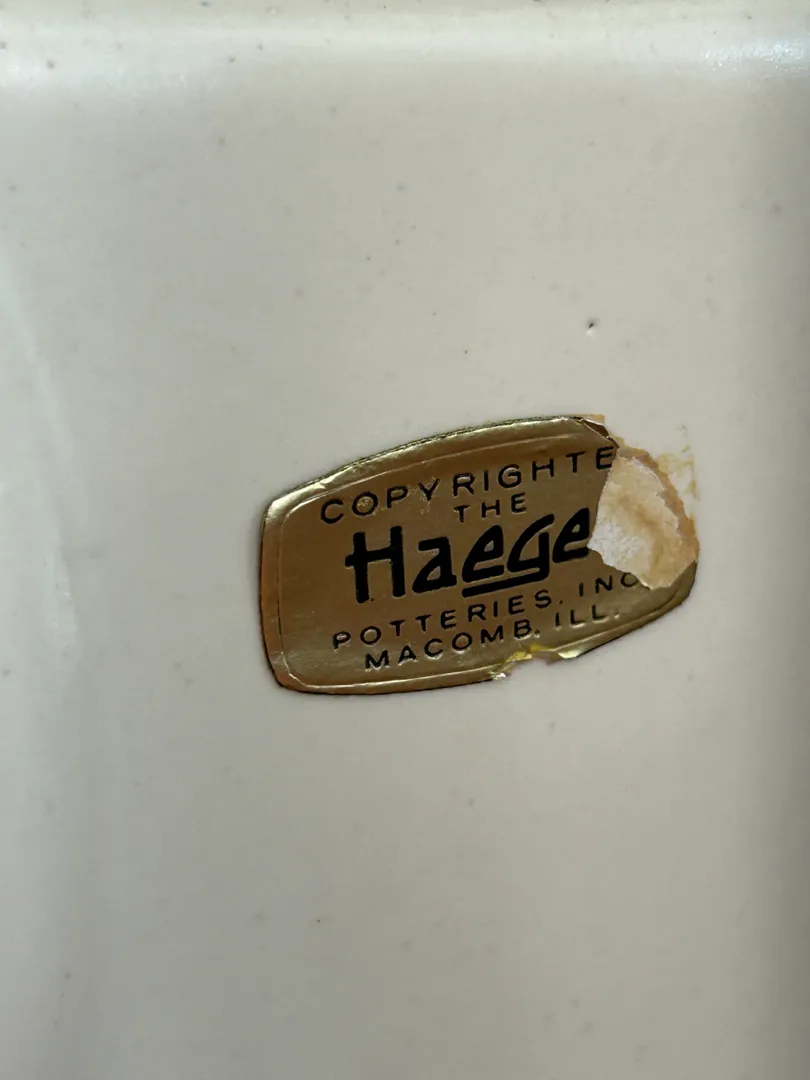 COPYRIGHTE
THE
Haege
POTTERIES, INC
MACOMB, ILL.